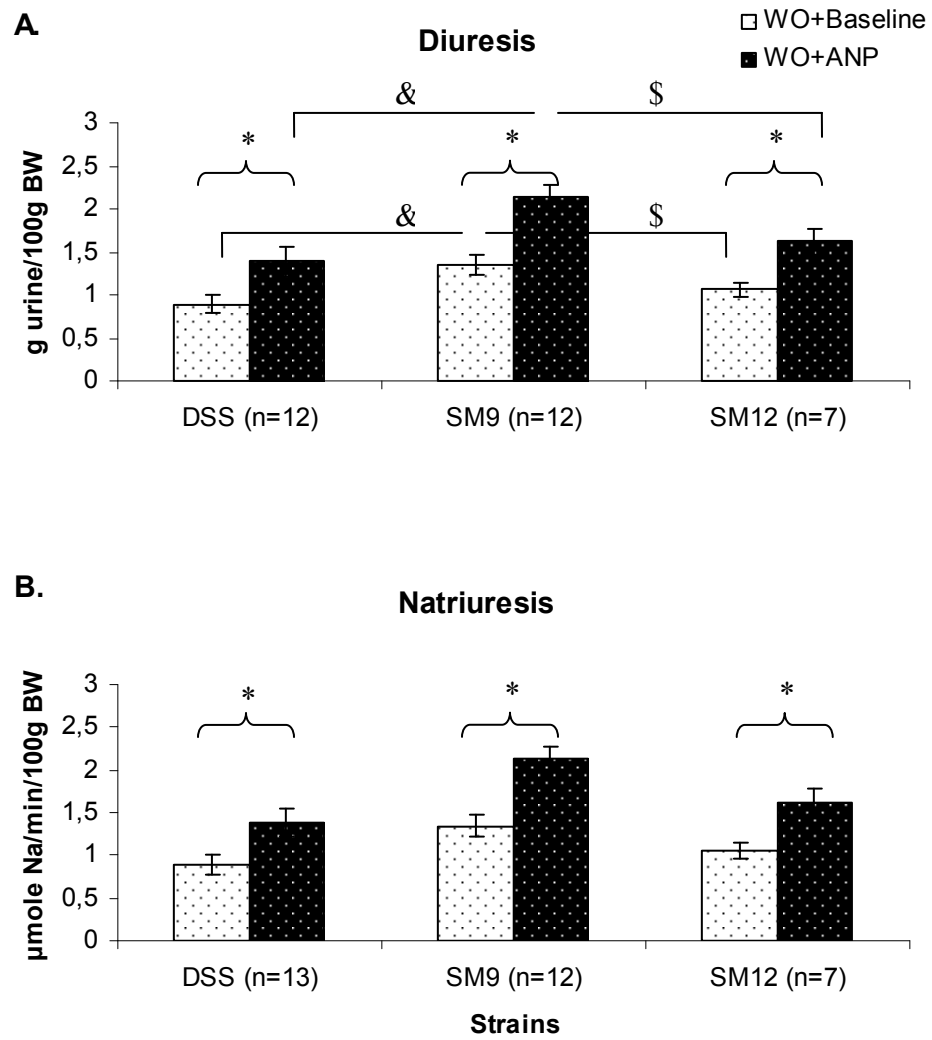 A.
Diuresis
WO+Baseline
WO+ANP
& $
* * *
& $
g urine/100g BW
3
2,5
2
1,5
1
0,5
0
DSS (n=12) SM9 (n=12) SM12 (n=7)
B.
Natriuresis
* * *
µmole Na/min/100g BW
3
2,5
2
1,5
1
0,5
0
DSS (n=13) SM9 (n=12) SM12 (n=7)
Strains